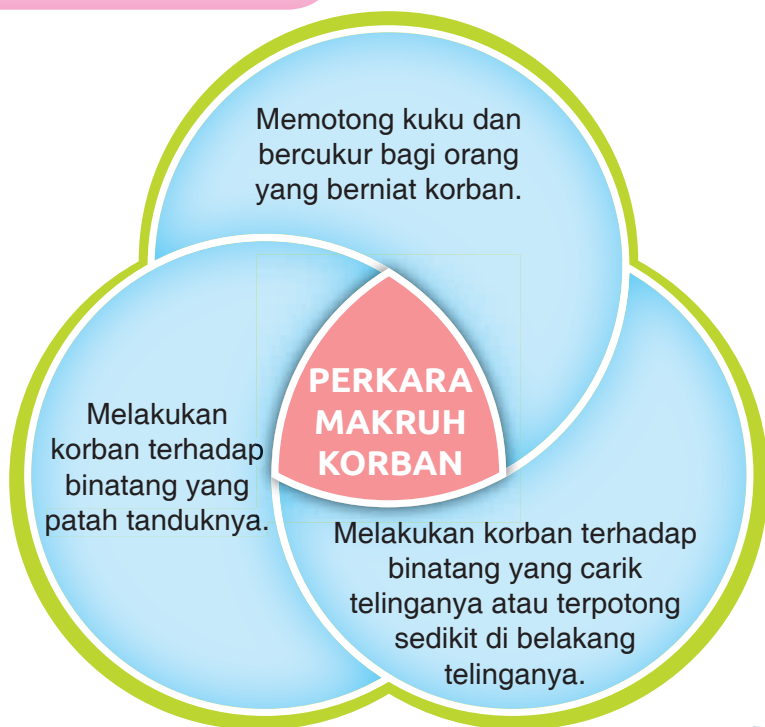 Memotong kuku dan
bercukur bagi orang
yang berniat korban.
PERKARA
MAKRUH
KORBAN
Melakukan
korban terhadap
binatang yang
patah tanduknya.
Melakukan korban terhadap
binatang yang carik
telinganya atau terpotong
sedikit di belakang
telinganya.